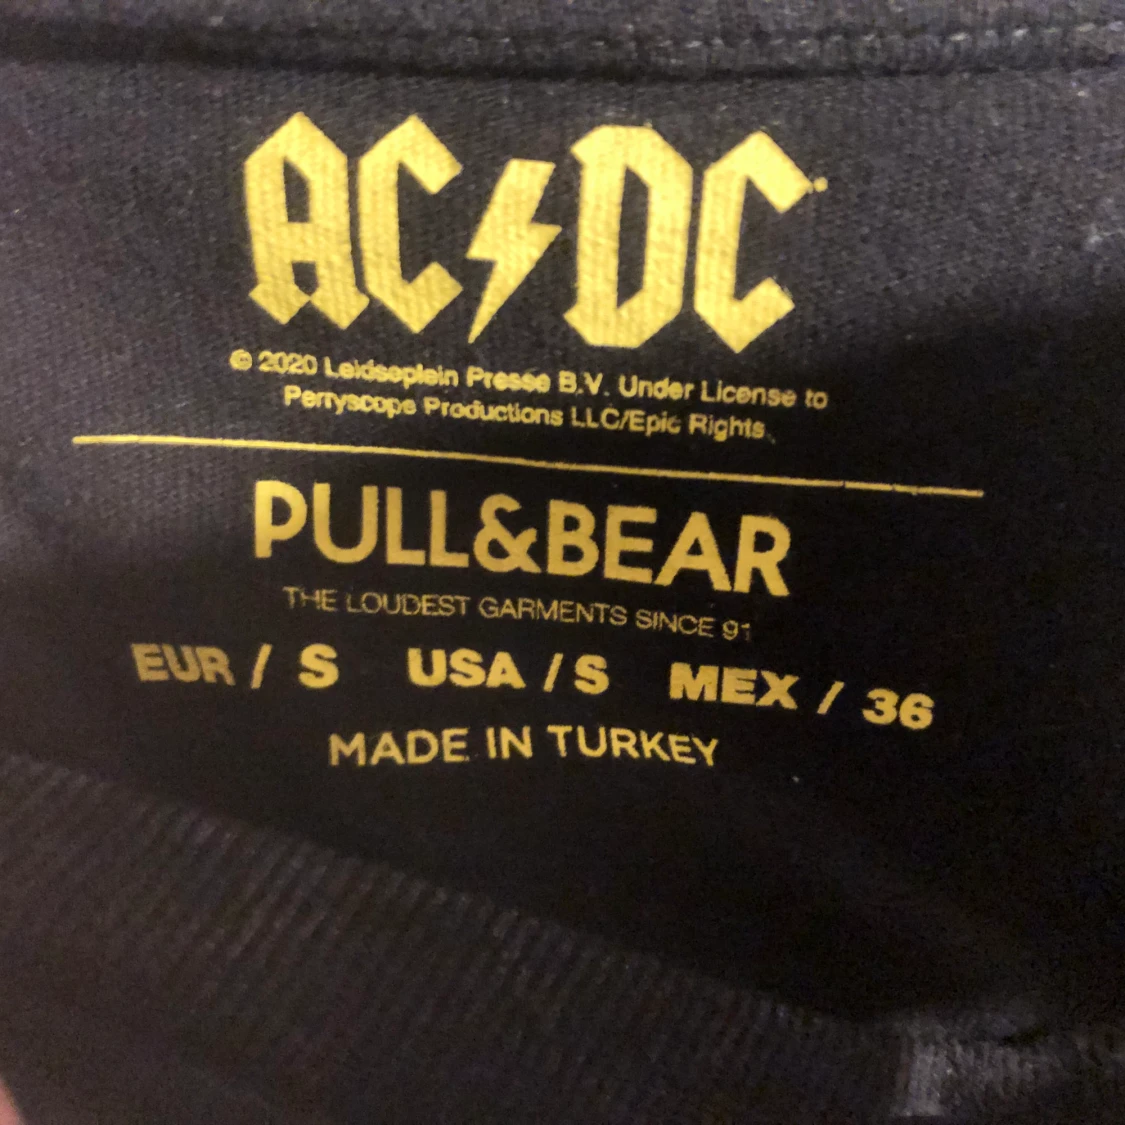 AC⚡DC
© 2020 Leidseplein Presse B.V. Under License to
Perryscope Productions LLC/Epic Rights.
PULL&BEAR
THE LOUDEST GARMENTS SINCE 91
EUR / S USA / S MEX / 36
MADE IN TURKEY